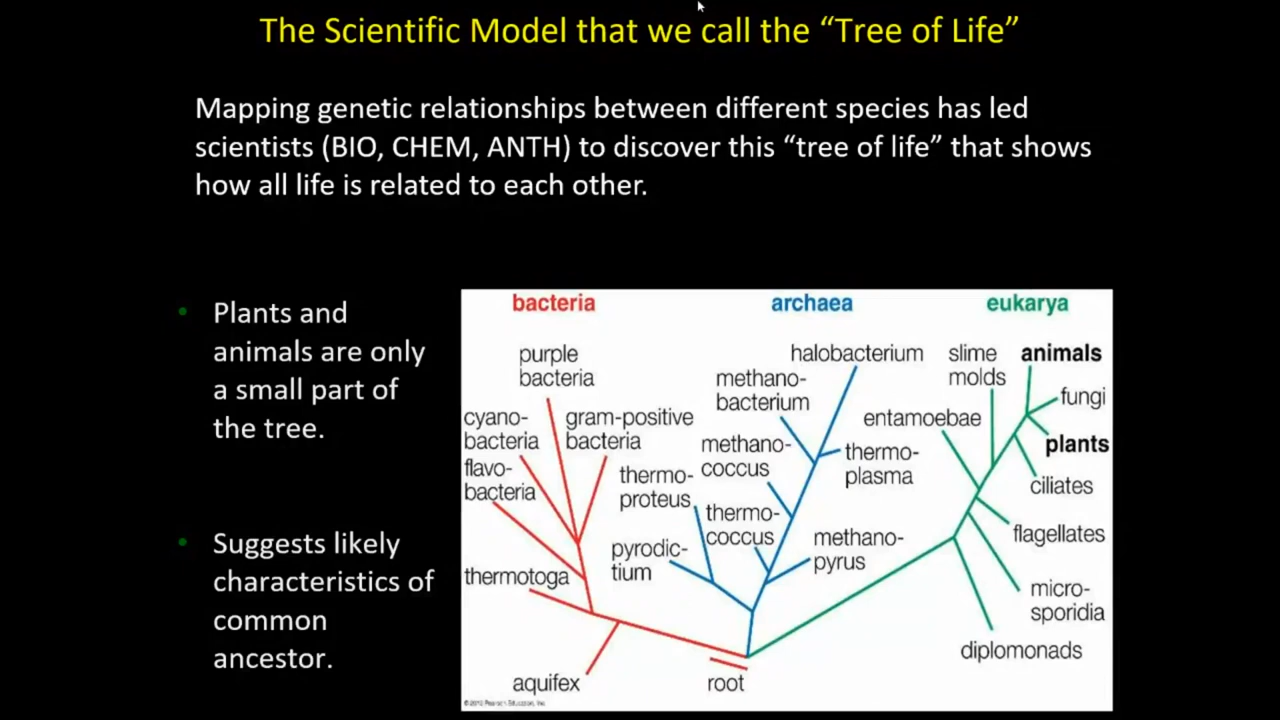 The Scientific Model that we call the “Tree of Life”
Mapping genetic relationships between different species has led
scientists (BIO, CHEM, ANTH) to discover this “tree of life” that shows
how all life is related to each other.
• Plants and
animals are only
a small part of
the tree.
• Suggests likely
characteristics of
common
ancestor.
bacteria
archaea
eukarya
purple
bacteria
cyano-
bacteria
gram-positive
bacteria
flavo-
bacteria
thermotoga
aquifex
root
halobacterium
methano-
bacterium
methano-
coccus
thermo-
plasma
thermo-
proteus
thermo-
coccus
methano-
pyrus
pyrodic-
tium
slime
molds
animals
fungi
entamoebae
plants
ciliates
flagellates
micro-
sporidia
diplomonads
Pearson Education, Inc.